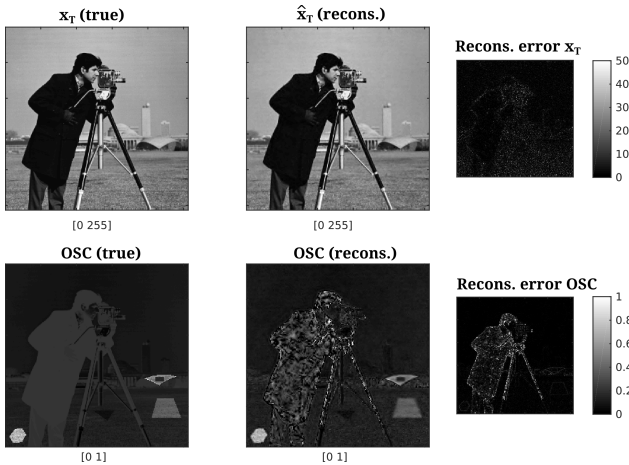 x_T (true)
x̂_T (recons.)
Recons. error x_T
50
40
30
20
10
0
[0 255]
[0 255]
OSC (true)
OSC (recons.)
Recons. error OSC
1
0.8
0.6
0.4
0.2
0
[0 1]
[0 1]